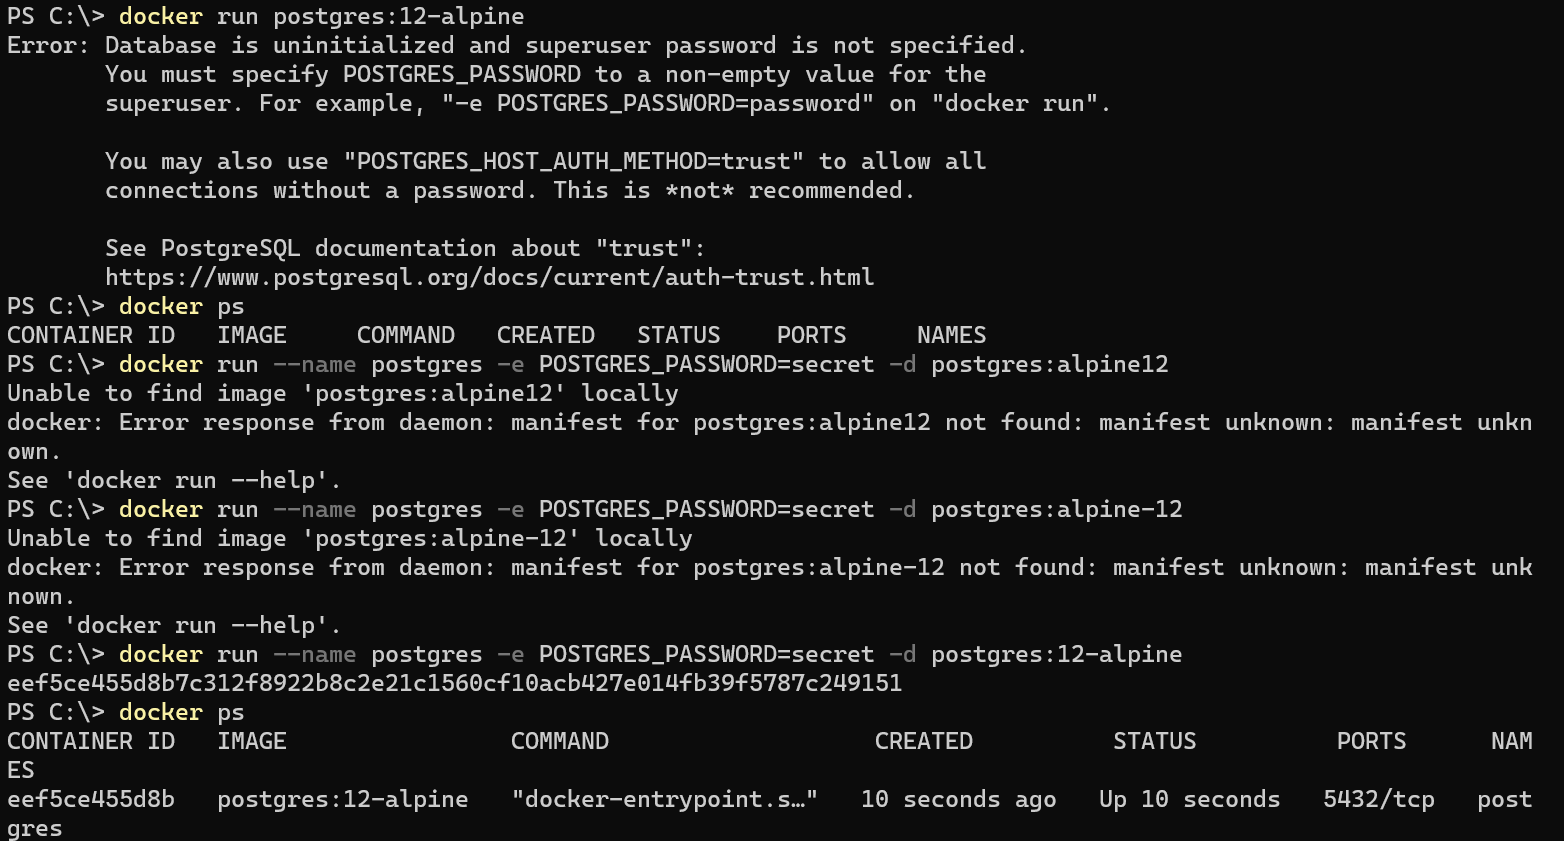 PS C:\> docker run postgres:12-alpine
Error: Database is uninitialized and superuser password is not specified.
       You must specify POSTGRES_PASSWORD to a non-empty value for the
       superuser. For example, "-e POSTGRES_PASSWORD=password" on "docker run".

       You may also use "POSTGRES_HOST_AUTH_METHOD=trust" to allow all
       connections without a password. This is *not* recommended.

       See PostgreSQL documentation about "trust":
       https://www.postgresql.org/docs/current/auth-trust.html
PS C:\> docker ps
CONTAINER ID   IMAGE     COMMAND   CREATED   STATUS    PORTS     NAMES
PS C:\> docker run --name postgres -e POSTGRES_PASSWORD=secret -d postgres:alpine12
Unable to find image 'postgres:alpine12' locally
docker: Error response from daemon: manifest for postgres:alpine12 not found: manifest unknown: manifest unkn
own.
See 'docker run --help'.
PS C:\> docker run --name postgres -e POSTGRES_PASSWORD=secret -d postgres:alpine-12
Unable to find image 'postgres:alpine-12' locally
docker: Error response from daemon: manifest for postgres:alpine-12 not found: manifest unknown: manifest unk
nown.
See 'docker run --help'.
PS C:\> docker run --name postgres -e POSTGRES_PASSWORD=secret -d postgres:12-alpine
eef5ce455d8b7c312f8922b8c2e21c1560cf10acb427e014fb39f5787c249151
PS C:\> docker ps
CONTAINER ID   IMAGE                COMMAND                   CREATED          STATUS          PORTS      NAM
ES
eef5ce455d8b   postgres:12-alpine   "docker-entrypoint.s…"   10 seconds ago   Up 10 seconds   5432/tcp   post
gres